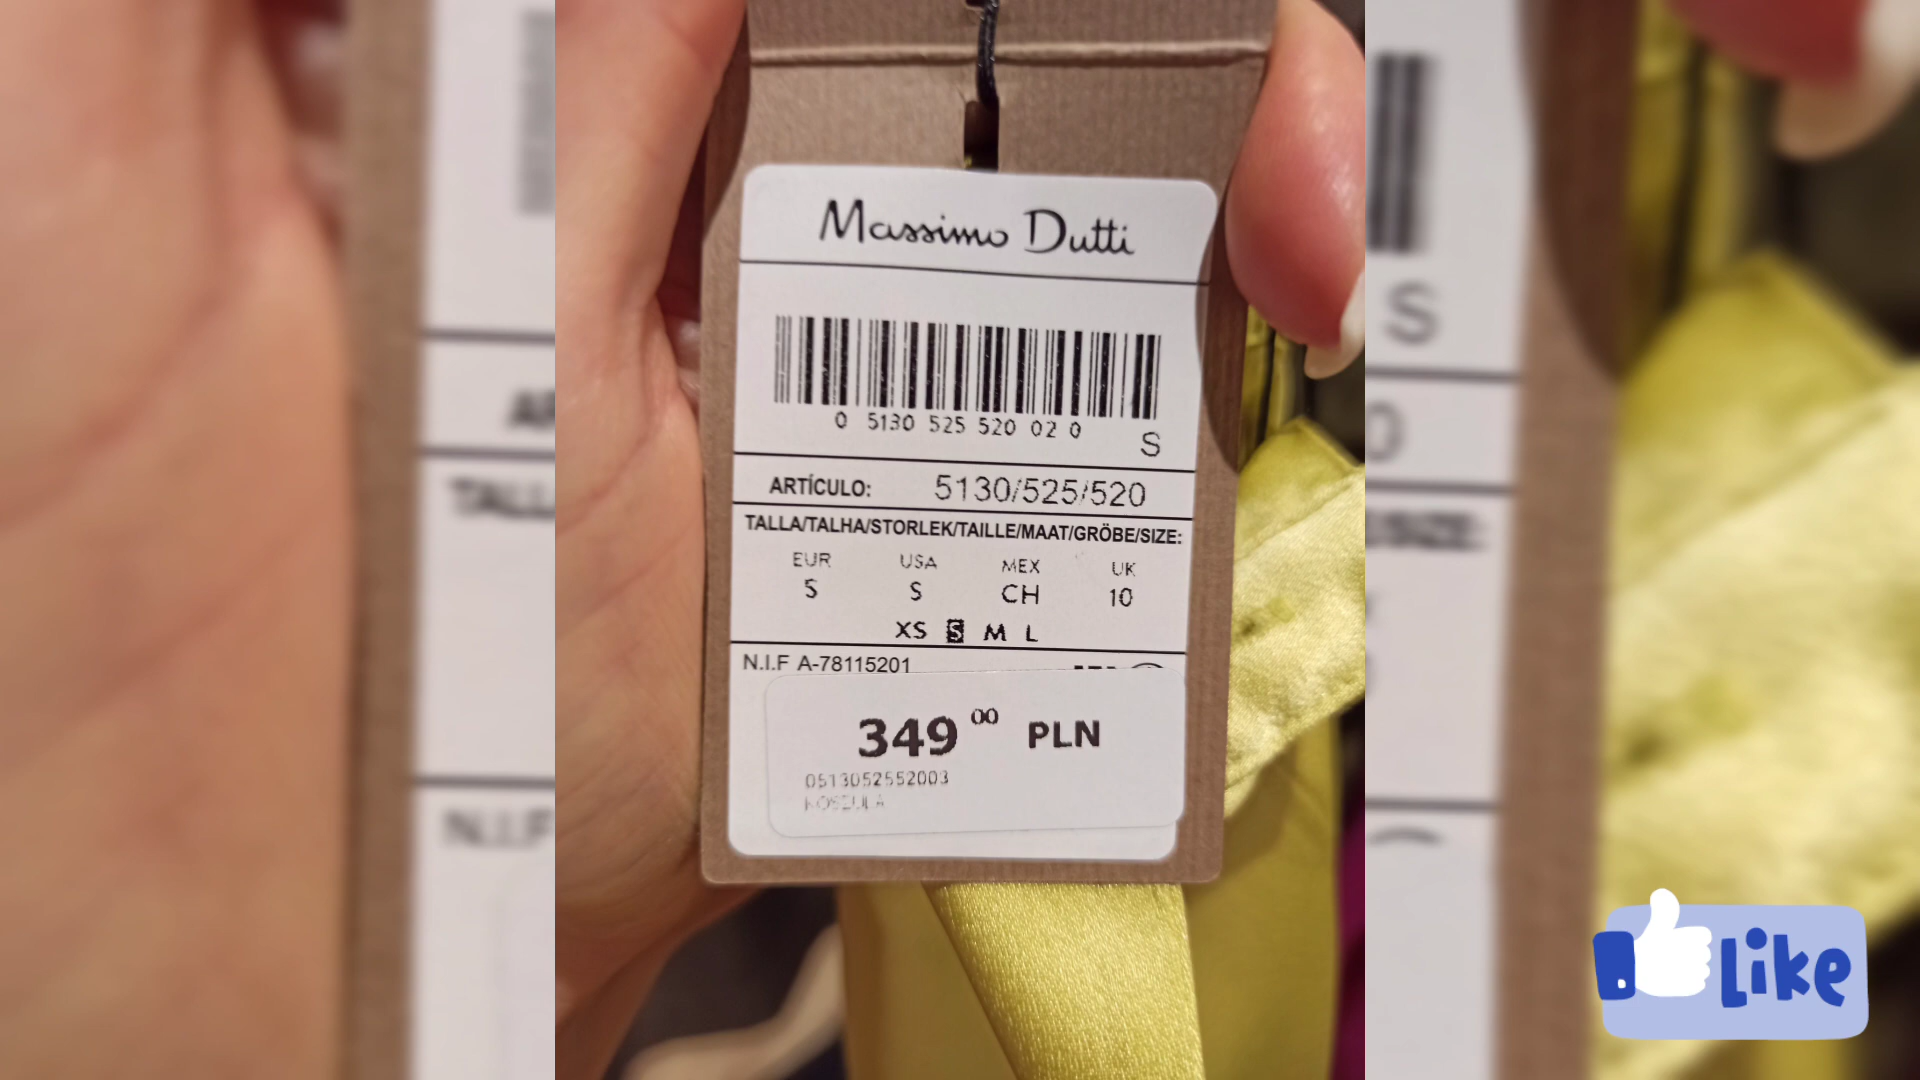 Massimo Dutti
0 5130 525 520 02 0
S
ARTÍCULO: 5130/525/520
TALLA/TALHA/STORLEK/TAILLE/MAAT/GRÖBE/SIZE:
EUR USA MEX UK
S S CH 10
XS S M L
N.I.F A-78115201
349 00 PLN
0513052552003
KOSZULA
Like